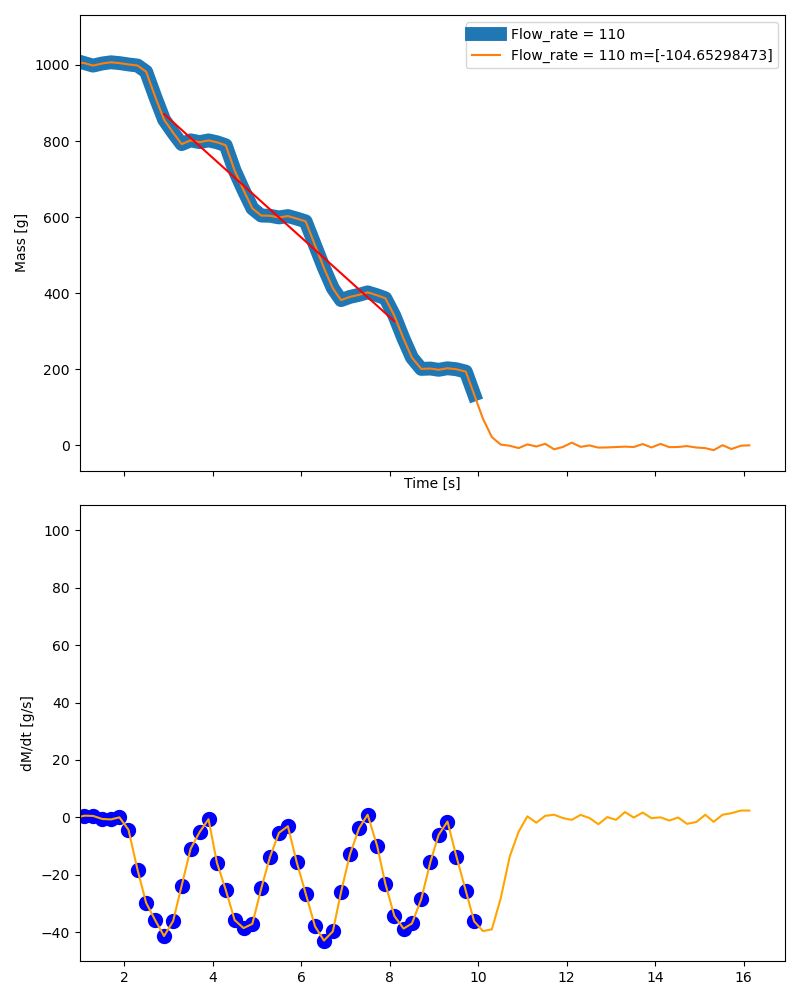 Flow_rate = 110
Flow_rate = 110 m=[-104.65298473]
Mass [g]
1000
800
600
400
200
0
Time [s]
dM/dt [g/s]
100
80
60
40
20
0
−20
−40
2 4 6 8 10 12 14 16